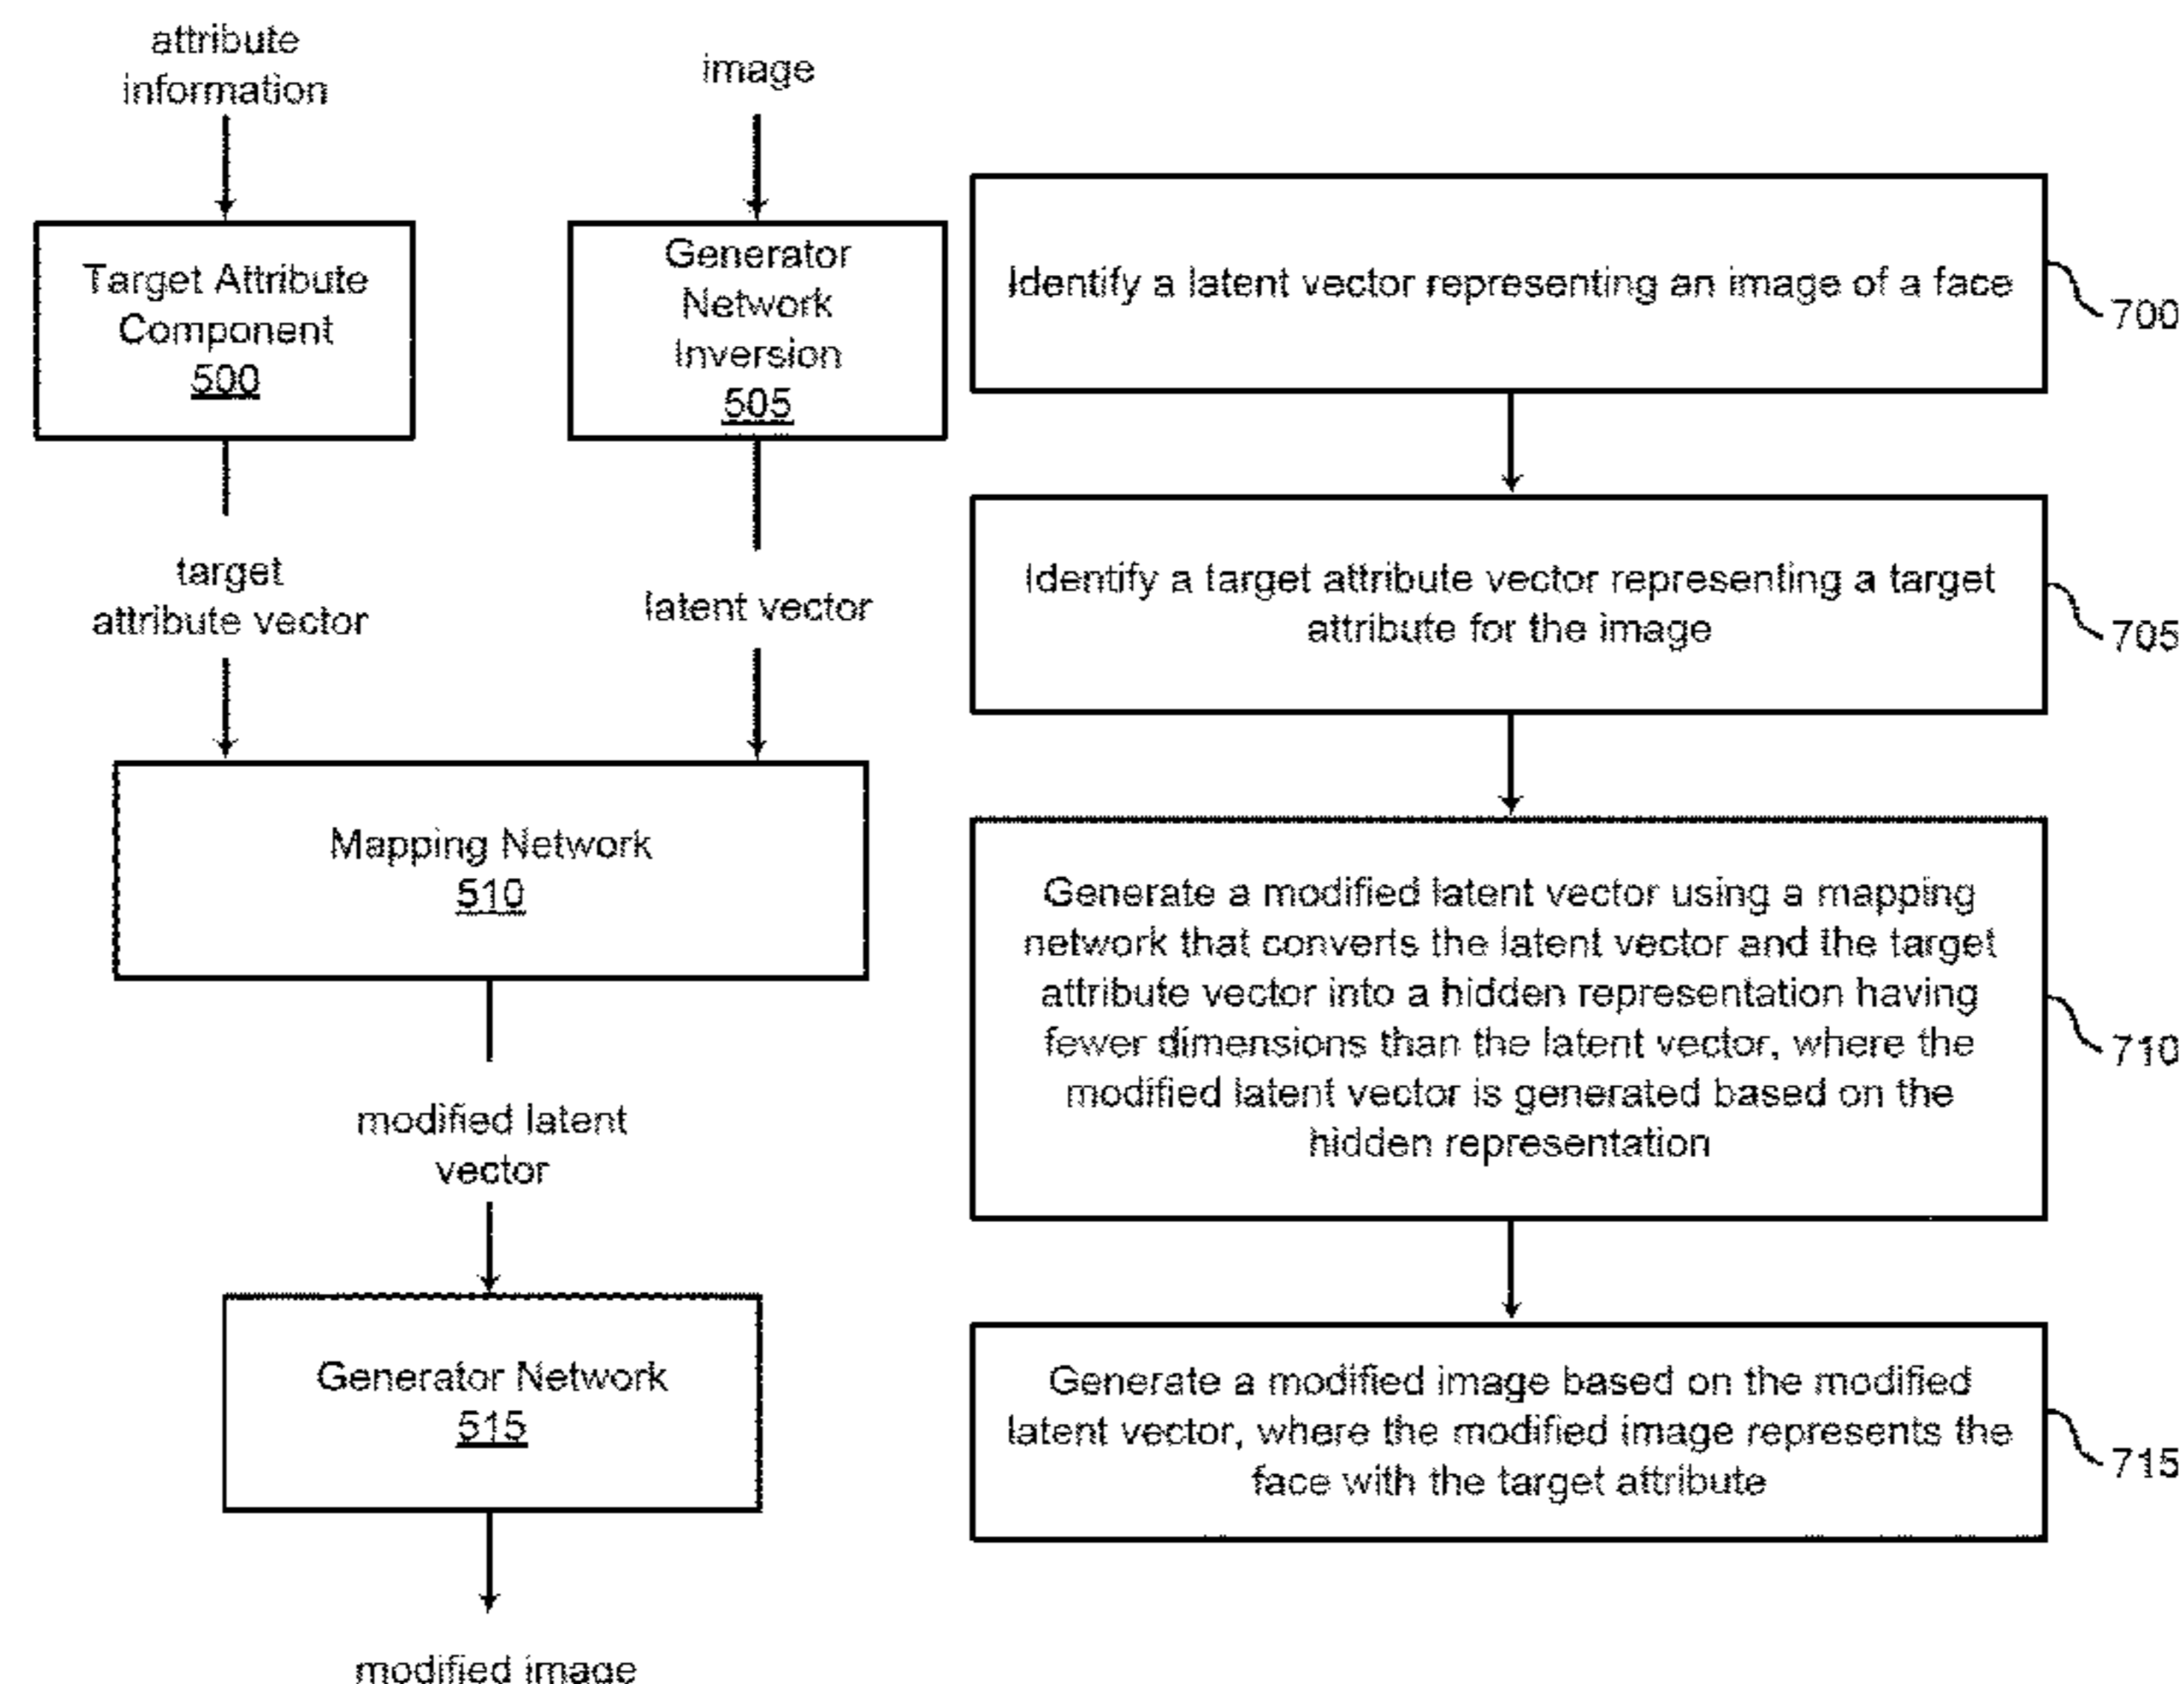 attribute
information
image
Target Attribute
Component
500
Generator
Network
Inversion
505
target
attribute vector
latent vector
Mapping Network
510
modified latent
vector
Generator Network
515
modified image
Identify a latent vector representing an image of a face
700
Identify a target attribute vector representing a target
attribute for the image
705
Generate a modified latent vector using a mapping
network that converts the latent vector and the target
attribute vector into a hidden representation having
fewer dimensions than the latent vector, where the
modified latent vector is generated based on the
hidden representation
710
Generate a modified image based on the modified
latent vector, where the modified image represents the
face with the target attribute
715